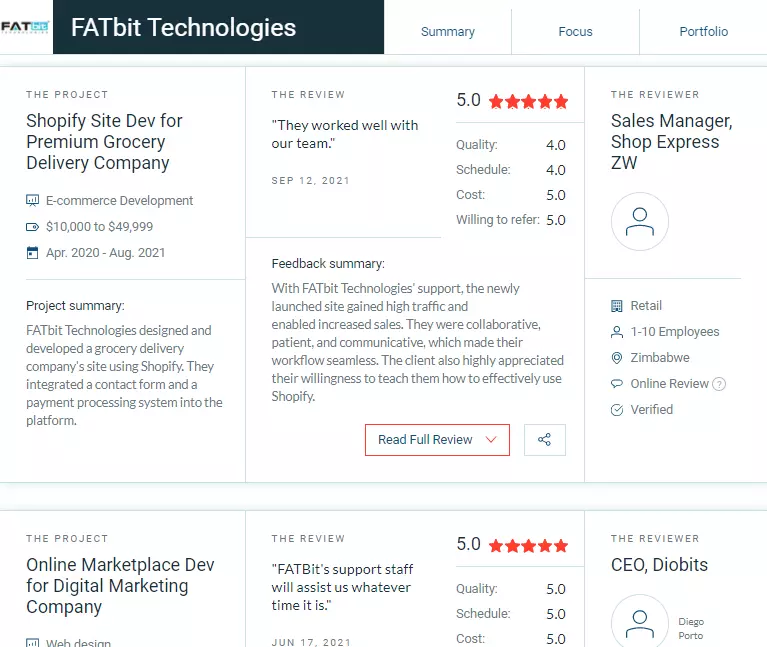 FATbit
TECHNOLOGIES
FATbit Technologies
Summary
Focus
Portfolio
THE PROJECT
Shopify Site Dev for
Premium Grocery
Delivery Company
E-commerce Development
$10,000 to $49,999
Apr. 2020 - Aug. 2021
Project summary:
FATbit Technologies designed and
developed a grocery delivery
company's site using Shopify. They
integrated a contact form and a
payment processing system into the
platform.
THE REVIEW
"They worked well with
our team."
SEP 12, 2021
5.0
Quality: 4.0
Schedule: 4.0
Cost: 5.0
Willing to refer: 5.0
Feedback summary:
With FATbit Technologies' support, the newly
launched site gained high traffic and
enabled increased sales. They were collaborative,
patient, and communicative, which made their
workflow seamless. The client also highly appreciated
their willingness to teach them how to effectively use
Shopify.
Read Full Review
THE REVIEWER
Sales Manager,
Shop Express
ZW
Retail
1-10 Employees
Zimbabwe
Online Review ?
Verified
THE PROJECT
Online Marketplace Dev
for Digital Marketing
Company
Web design
THE REVIEW
"FATBit's support staff
will assist us whatever
time it is."
JUN 17, 2021
5.0
Quality: 5.0
Schedule: 5.0
Cost: 5.0
THE REVIEWER
CEO, Diobits
Diego
Porto